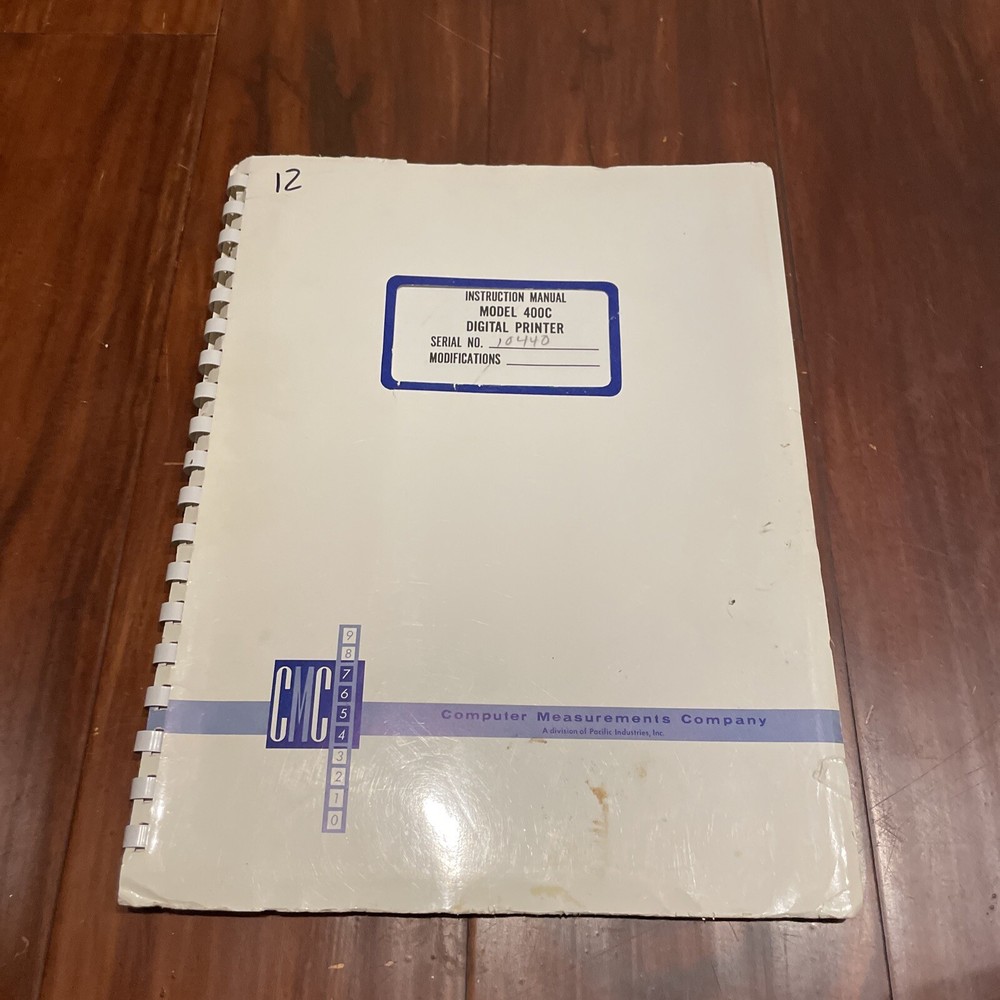 12
INSTRUCTION MANUAL
MODEL 400C
DIGITAL PRINTER
SERIAL NO. 10440
MODIFICATIONS
9
8
7
6
5
4
3
2
1
0
CMC
Computer Measurements Company
A division of Pacific Industries, Inc.